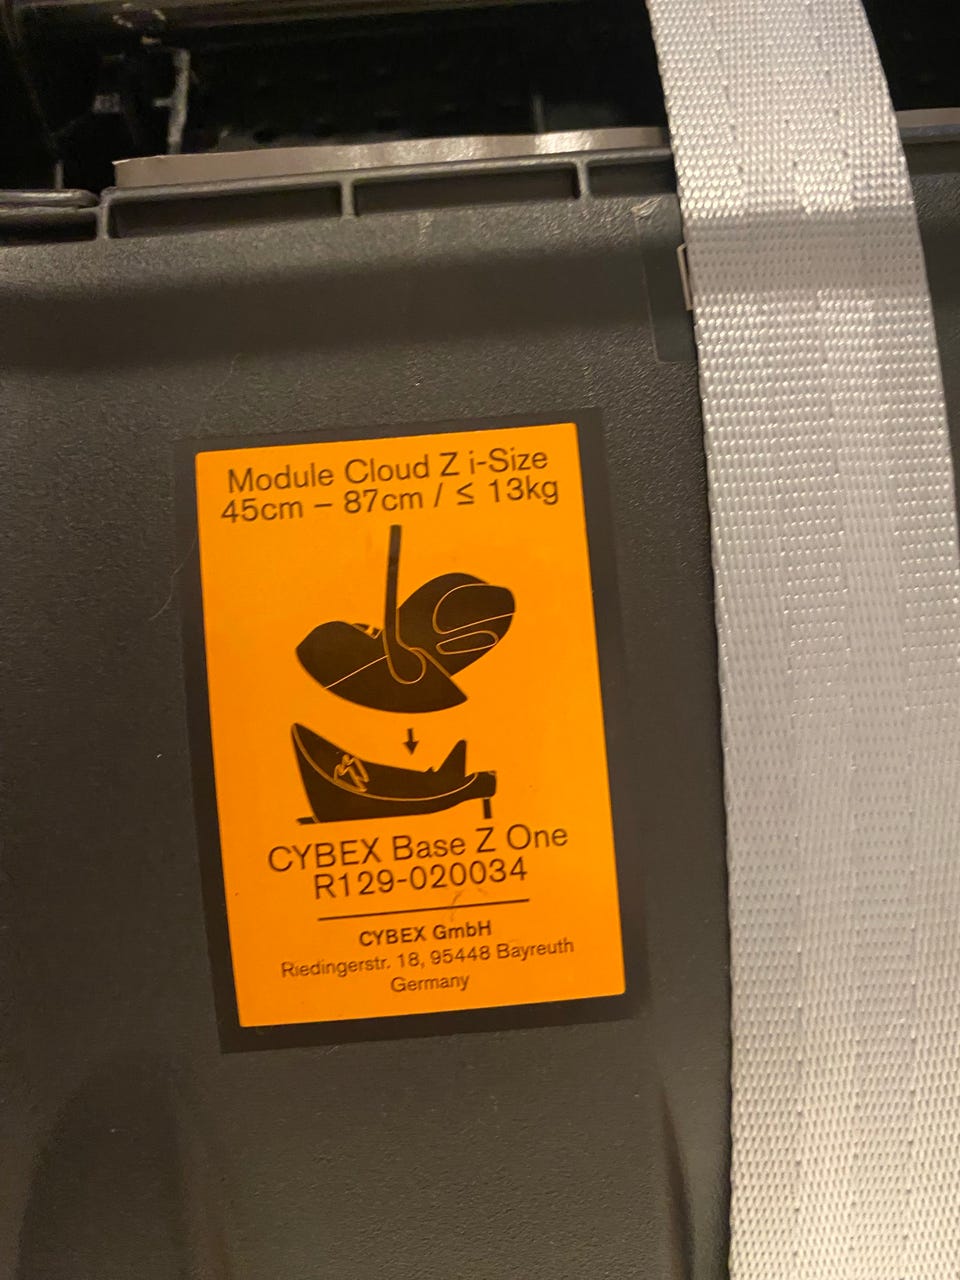 Module Cloud Z i-Size
45cm – 87cm / ≤ 13kg
CYBEX Base Z One
R129-020034
CYBEX GmbH
Riedingerstr. 18, 95448 Bayreuth
Germany